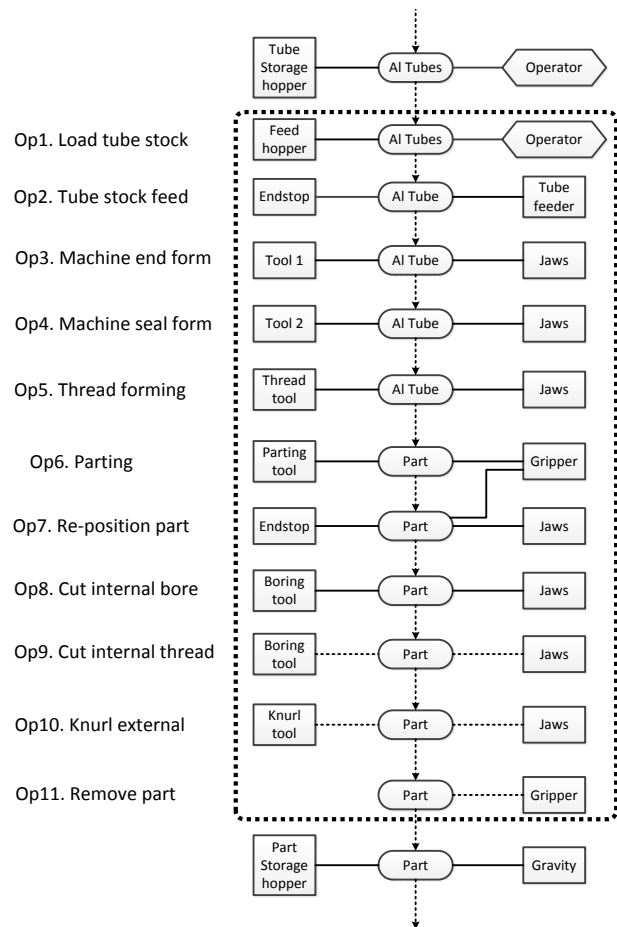 Tube
Storage
hopper
Al Tubes
Operator
Op1. Load tube stock
Feed
hopper
Al Tubes
Operator
Op2. Tube stock feed
Endstop
Al Tube
Tube
feeder
Op3. Machine end form
Tool 1
Al Tube
Jaws
Op4. Machine seal form
Tool 2
Al Tube
Jaws
Op5. Thread forming
Thread
tool
Al Tube
Jaws
Op6. Parting
Parting
tool
Part
Gripper
Op7. Re-position part
Endstop
Part
Jaws
Op8. Cut internal bore
Boring
tool
Part
Jaws
Op9. Cut internal thread
Boring
tool
Part
Jaws
Op10. Knurl external
Knurl
tool
Part
Jaws
Op11. Remove part
Part
Gripper
Part
Storage
hopper
Part
Gravity